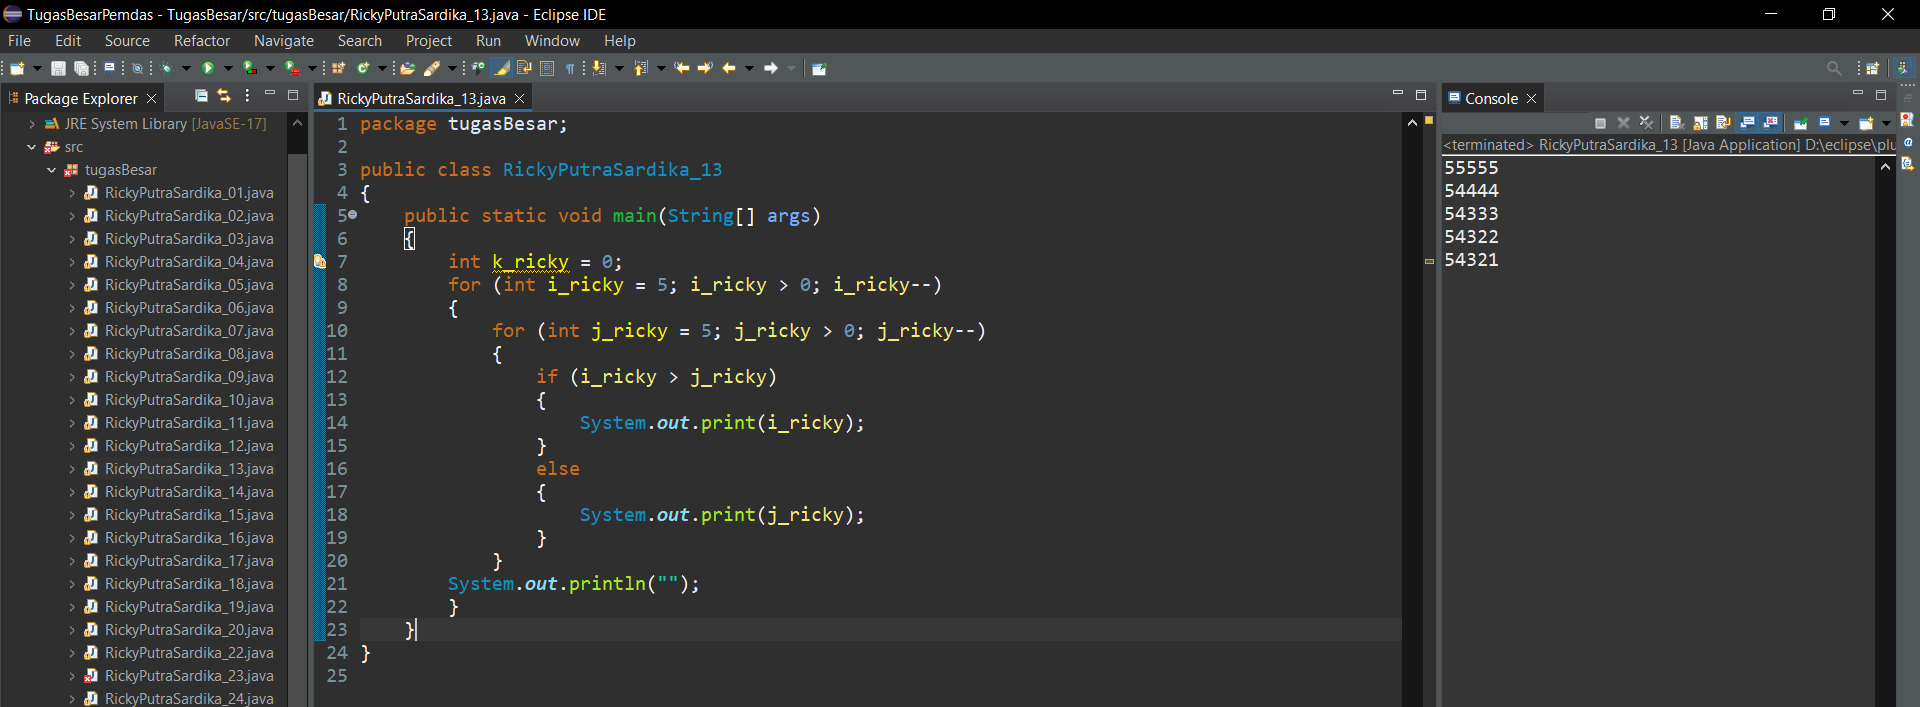 TugasBesarPemdas - TugasBesar/src/tugasBesar/RickyPutraSardika_13.java - Eclipse IDE
File Edit Source Refactor Navigate Search Project Run Window Help
Package Explorer
JRE System Library [JavaSE-17]
src
tugasBesar
RickyPutraSardika_01.java
RickyPutraSardika_02.java
RickyPutraSardika_03.java
RickyPutraSardika_04.java
RickyPutraSardika_05.java
RickyPutraSardika_06.java
RickyPutraSardika_07.java
RickyPutraSardika_08.java
RickyPutraSardika_09.java
RickyPutraSardika_10.java
RickyPutraSardika_11.java
RickyPutraSardika_12.java
RickyPutraSardika_13.java
RickyPutraSardika_14.java
RickyPutraSardika_15.java
RickyPutraSardika_16.java
RickyPutraSardika_17.java
RickyPutraSardika_18.java
RickyPutraSardika_19.java
RickyPutraSardika_20.java
RickyPutraSardika_22.java
RickyPutraSardika_23.java
RickyPutraSardika_24.java
RickyPutraSardika_13.java
1 package tugasBesar;
2
3 public class RickyPutraSardika_13
4 {
5 public static void main(String[] args)
6 {
7 int k_ricky = 0;
8 for (int i_ricky = 5; i_ricky > 0; i_ricky--)
9 {
10 for (int j_ricky = 5; j_ricky > 0; j_ricky--)
11 {
12 if (i_ricky > j_ricky)
13 {
14 System.out.print(i_ricky);
15 }
16 else
17 {
18 System.out.print(j_ricky);
19 }
20 }
21 System.out.println("");
22 }
23 }
24 }
25
Console
<terminated> RickyPutraSardika_13 [Java Application] D:\eclipse\plu
55555
54444
54333
54322
54321